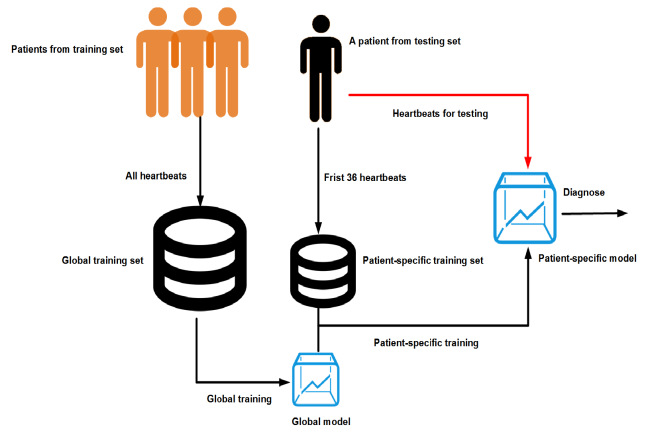 Patients from training set
A patient from testing set
Heartbeats for testing
All heartbeats
Frist 36 heartbeats
Diagnose
Global training set
Patient-specific training set
Patient-specific model
Patient-specific training
Global training
Global model